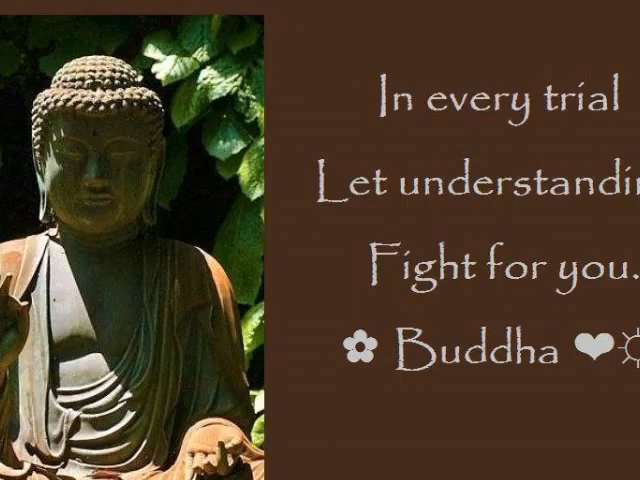 In every trial
Let understandin
Fight for you.
✿ Buddha ❤☼